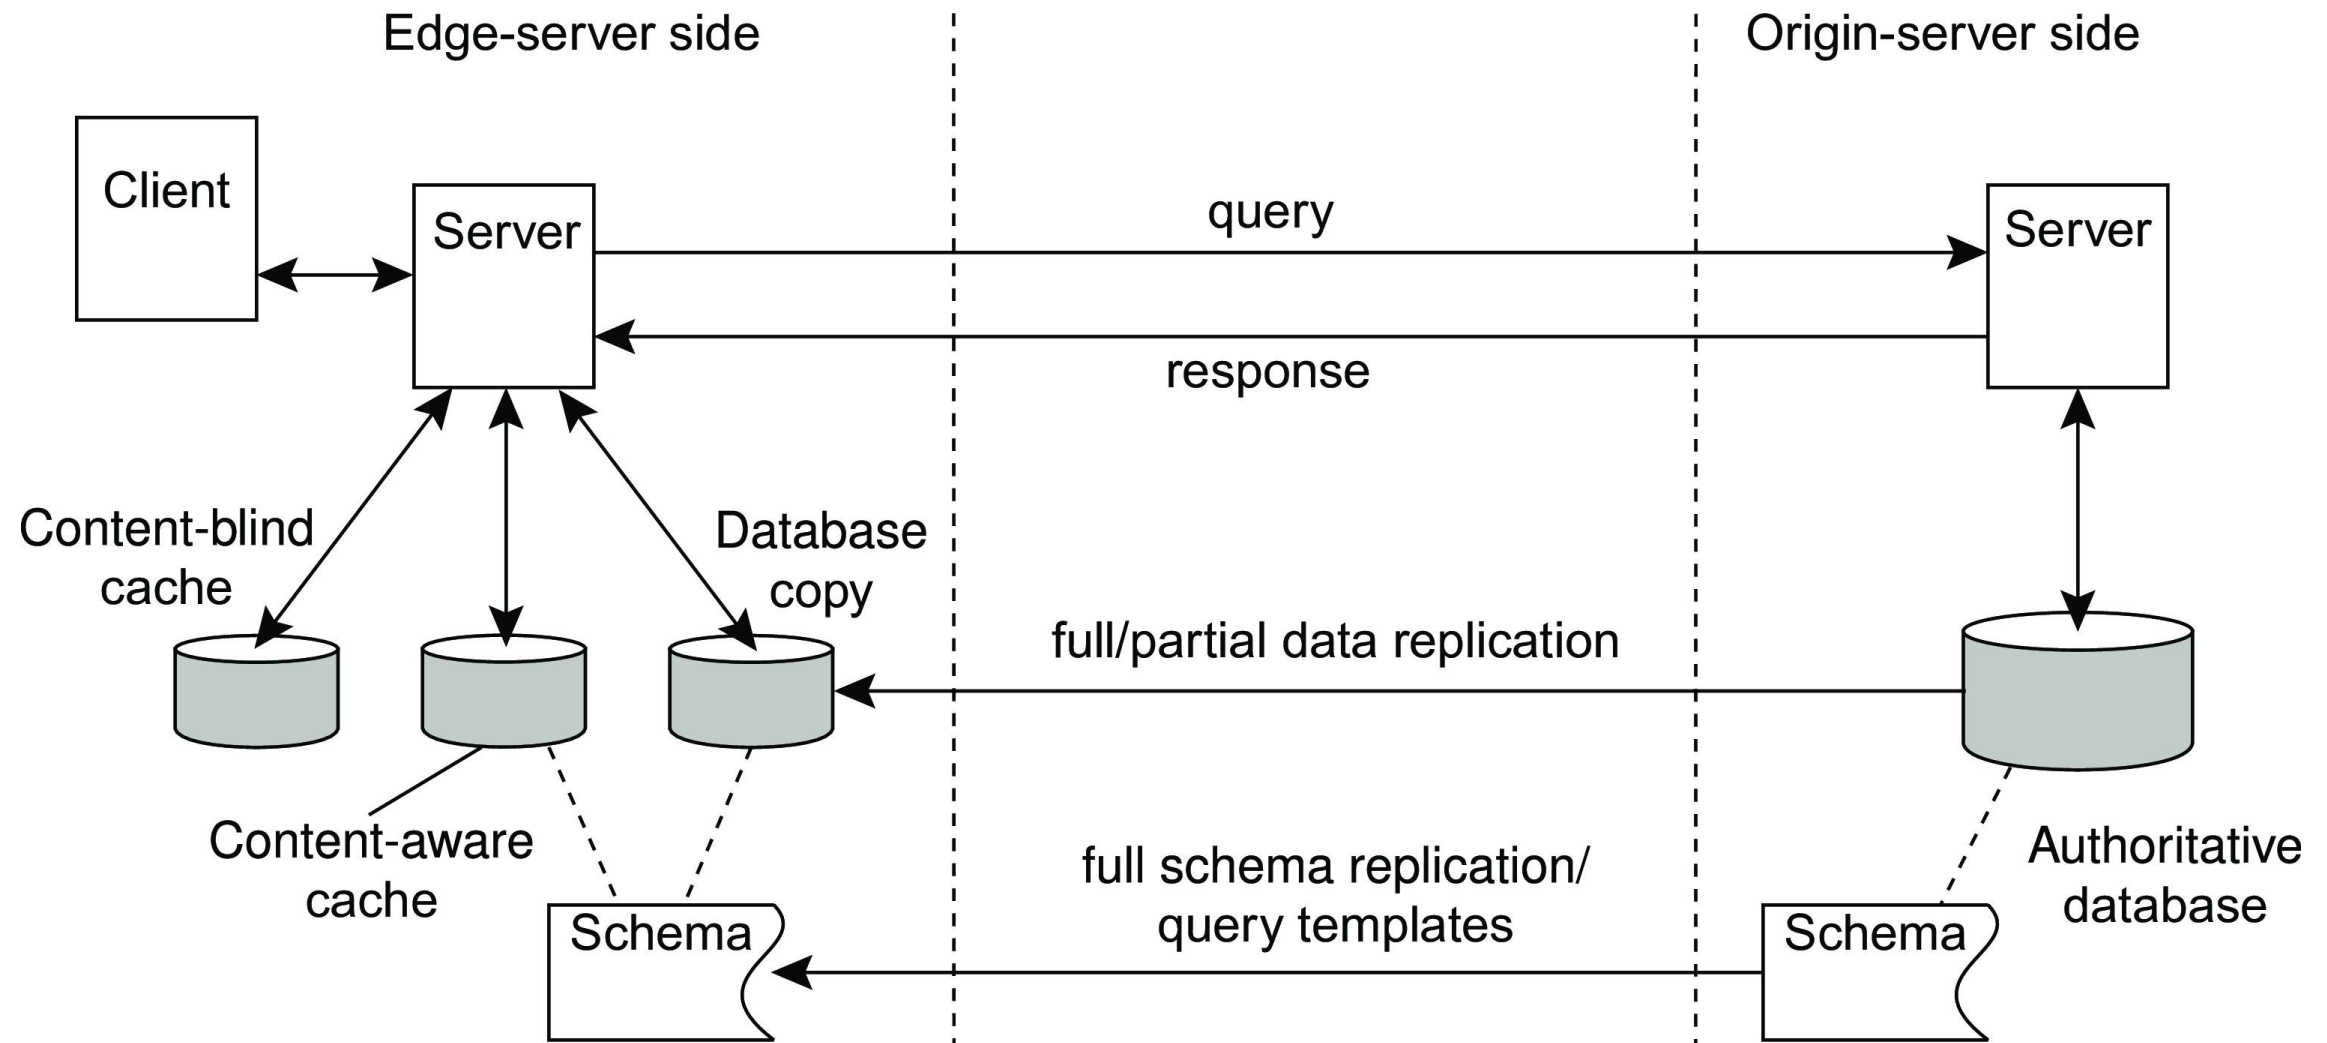 Edge-server side
Origin-server side
Client
Server
query
Server
response
Content-blind
cache
Database
copy
full/partial data replication
Content-aware
cache
full schema replication/
query templates
Authoritative
database
Schema
Schema